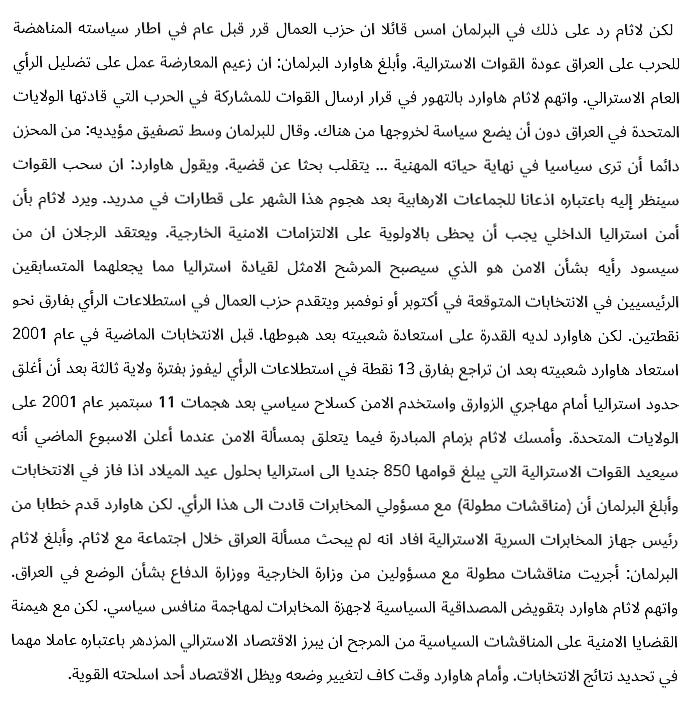 لكن لاثام رد على ذلك في البرلمان امس قائلا ان حزب العمال قرر قبل عام في اطار سياسته المناهضة
للحرب على العراق عودة القوات الاسترالية. وأبلغ هاوارد البرلمان: ان زعيم المعارضة عمل على تضليل الرأي
العام الاسترالي. واتهم لاثام هاوارد بالتهور في قرار ارسال القوات للمشاركة في الحرب التي قادتها الولايات
المتحدة في العراق دون أن يضع سياسة لخروجها من هناك. وقال للبرلمان وسط تصفيق مؤيديه: من المحزن
دائما أن ترى سياسيا في نهاية حياته المهنية ... يتقلب بحثا عن قضية. ويقول هاوارد: ان سحب القوات
سينظر إليه باعتباره اذعانا للجماعات الارهابية بعد هجوم هذا الشهر على قطارات في مدريد. ويرد لاثام بأن
أمن استراليا الداخلي يجب أن يحظى بالاولوية على الالتزامات الامنية الخارجية. ويعتقد الرجلان ان من
سيسود رأيه بشأن الامن هو الذي سيصبح المرشح الامثل لقيادة استراليا مما يجعلهما المتسابقين
الرئيسيين في الانتخابات المتوقعة في أكتوبر أو نوفمبر ويتقدم حزب العمال في استطلاعات الرأي بفارق نحو
نقطتين. لكن هاوارد لديه القدرة على استعادة شعبيته بعد هبوطها. قبل الانتخابات الماضية في عام 2001
استعاد هاوارد شعبيته بعد ان تراجع بفارق 13 نقطة في استطلاعات الرأي ليفوز بفترة ولاية ثالثة بعد أن أغلق
حدود استراليا أمام مهاجري الزوارق واستخدم الامن كسلاح سياسي بعد هجمات 11 سبتمبر عام 2001 على
الولايات المتحدة. وأمسك لاثام بزمام المبادرة فيما يتعلق بمسألة الامن عندما أعلن الاسبوع الماضي أنه
سيعيد القوات الاسترالية التي يبلغ قوامها 850 جنديا الى استراليا بحلول عيد الميلاد اذا فاز في الانتخابات
وأبلغ البرلمان أن (مناقشات مطولة) مع مسؤولي المخابرات قادت الى هذا الرأي. لكن هاوارد قدم خطابا من
رئيس جهاز المخابرات السرية الاسترالية افاد انه لم يبحث مسألة العراق خلال اجتماعة مع لاثام. وأبلغ لاثام
البرلمان: أجريت مناقشات مطولة مع مسؤولين من وزارة الخارجية ووزارة الدفاع بشأن الوضع في العراق.
واتهم لاثام هاوارد بتقويض المصداقية السياسية لاجهزة المخابرات لمهاجمة منافس سياسي. لكن مع هيمنة
القضايا الامنية على المناقشات السياسية من المرجح ان يبرز الاقتصاد الاسترالي المزدهر باعتباره عاملا مهما
في تحديد نتائج الانتخابات. وأمام هاوارد وقت كاف لتغيير وضعه ويظل الاقتصاد أحد اسلحته القوية.